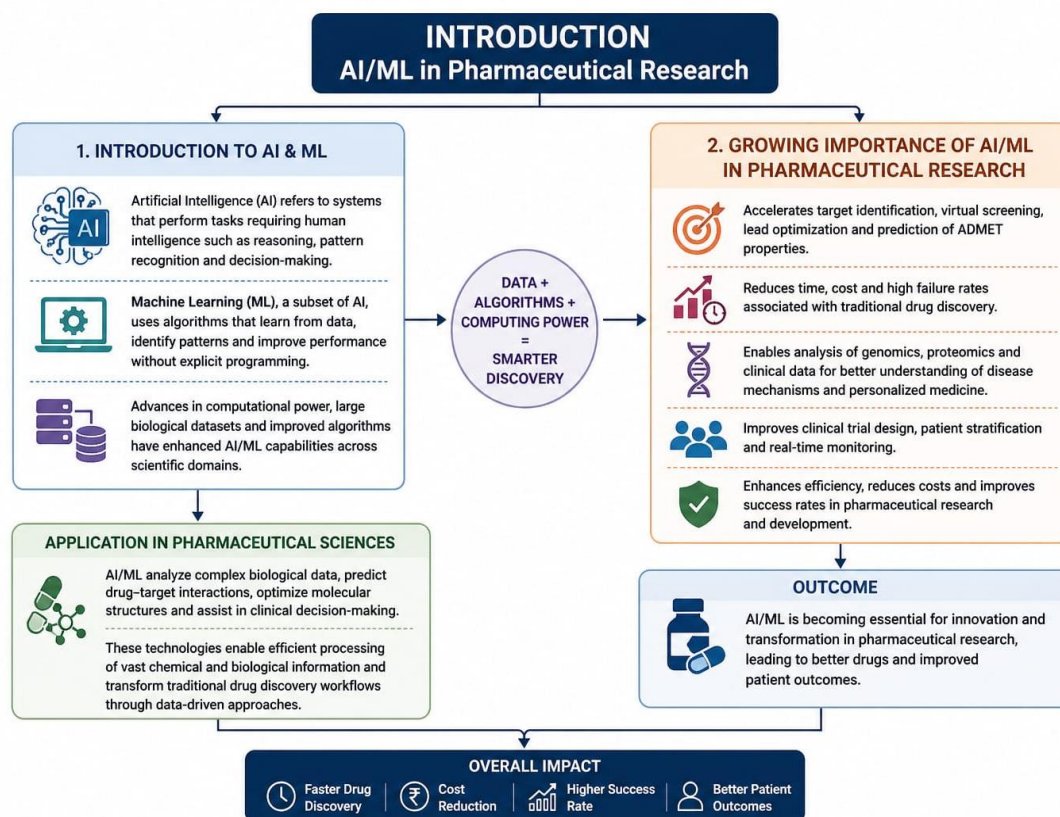 INTRODUCTION
AI/ML in Pharmaceutical Research
1. INTRODUCTION TO AI & ML
AI
Artificial Intelligence (AI) refers to systems
that perform tasks requiring human
intelligence such as reasoning, pattern
recognition and decision-making.
Machine Learning (ML), a subset of AI,
uses algorithms that learn from data,
identify patterns and improve performance
without explicit programming.
Advances in computational power, large
biological datasets and improved algorithms
have enhanced AI/ML capabilities across
scientific domains.
DATA +
ALGORITHMS +
COMPUTING POWER
=
SMARTER
DISCOVERY
2. GROWING IMPORTANCE OF AI/ML
IN PHARMACEUTICAL RESEARCH
Accelerates target identification, virtual screening,
lead optimization and prediction of ADMET
properties.
Reduces time, cost and high failure rates
associated with traditional drug discovery.
Enables analysis of genomics, proteomics and
clinical data for better understanding of disease
mechanisms and personalized medicine.
Improves clinical trial design, patient stratification
and real-time monitoring.
Enhances efficiency, reduces costs and improves
success rates in pharmaceutical research
and development.
APPLICATION IN PHARMACEUTICAL SCIENCES
AI/ML analyze complex biological data, predict
drug–target interactions, optimize molecular
structures and assist in clinical decision-making.
These technologies enable efficient processing
of vast chemical and biological information and
transform traditional drug discovery workflows
through data-driven approaches.
OUTCOME
AI/ML is becoming essential for innovation and
transformation in pharmaceutical research,
leading to better drugs and improved
patient outcomes.
OVERALL IMPACT
Faster Drug
Discovery
₹
Cost
Reduction
Higher Success
Rate
Better Patient
Outcomes